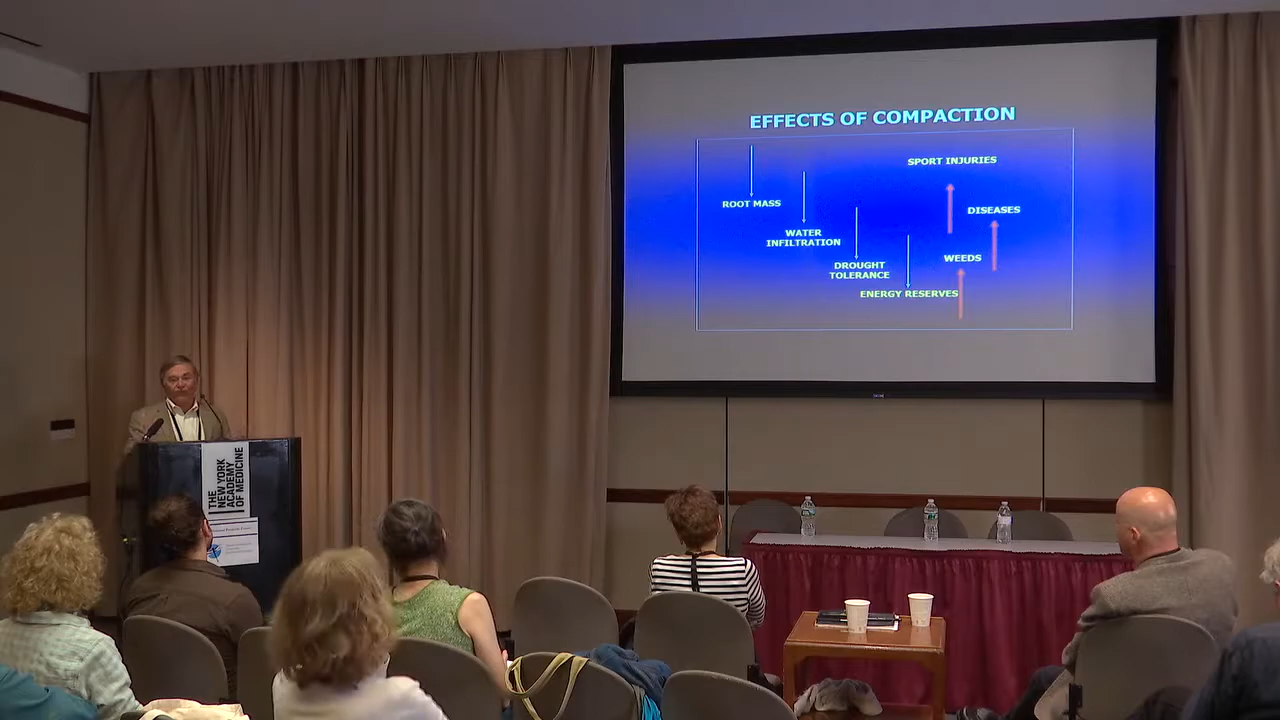 EFFECTS OF COMPACTION
SPORT INJURIES
ROOT MASS
DISEASES
WATER
INFILTRATION
WEEDS
DROUGHT
TOLERANCE
ENERGY RESERVES
THE
NEW YORK
ACADEMY
OF MEDICINE